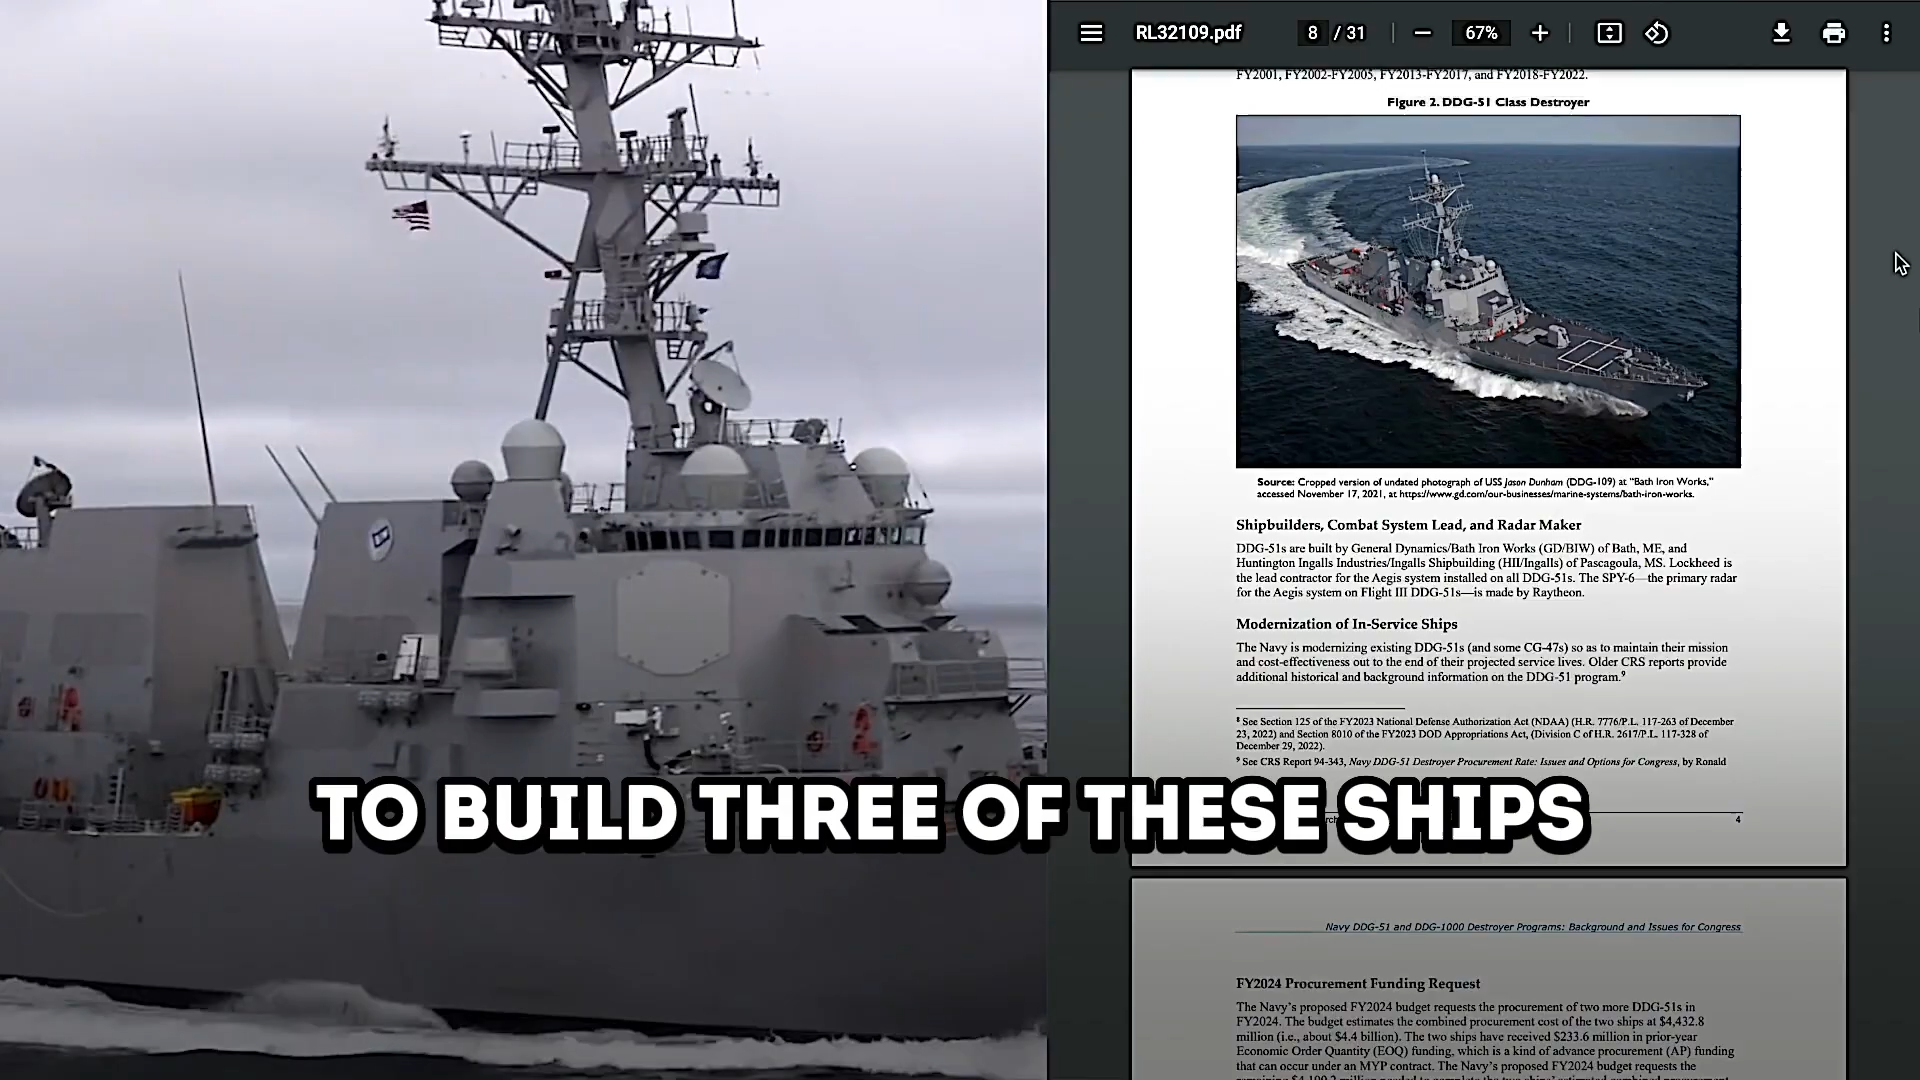 RL32109.pdf
8 / 31
67%
FY2001, FY2002-FY2005, FY2013-FY2017, and FY2018-FY2022.
Figure 2. DDG-51 Class Destroyer
Source: Cropped version of undated photograph of USS Jason Dunham (DDG-109) at "Bath Iron Works,"
accessed November 17, 2021, at https://www.gd.com/our-businesses/marine-systems/bath-iron-works.
Shipbuilders, Combat System Lead, and Radar Maker
DDG-51s are built by General Dynamics/Bath Iron Works (GD/BIW) of Bath, ME, and
Huntington Ingalls Industries/Ingalls Shipbuilding (HII/Ingalls) of Pascagoula, MS. Lockheed is
the lead contractor for the Aegis system installed on all DDG-51s. The SPY-6—the primary radar
for the Aegis system on Flight III DDG-51s—is made by Raytheon.
Modernization of In-Service Ships
The Navy is modernizing existing DDG-51s (and some CG-47s) so as to maintain their mission
and cost-effectiveness out to the end of their projected service lives. Older CRS reports provide
additional historical and background information on the DDG-51 program.9
8 See Section 125 of the FY2023 National Defense Authorization Act (NDAA) (H.R. 7776/P.L. 117-263 of December
23, 2022) and Section 8010 of the FY2023 DOD Appropriations Act, (Division C of H.R. 2617/P.L. 117-328 of
December 29, 2022).
9 See CRS Report 94-343, Navy DDG-51 Destroyer Procurement Rate: Issues and Options for Congress, by Ronald
TO BUILD THREE OF THESE SHIPS
4
Navy DDG-51 and DDG-1000 Destroyer Programs: Background and Issues for Congress
FY2024 Procurement Funding Request
The Navy's proposed FY2024 budget requests the procurement of two more DDG-51s in
FY2024. The budget estimates the combined procurement cost of the two ships at $4,432.8
million (i.e., about $4.4 billion). The two ships have received $233.6 million in prior-year
Economic Order Quantity (EOQ) funding, which is a kind of advance procurement (AP) funding
that can occur under an MYP contract. The Navy's proposed FY2024 budget requests the
remaining $4,199.2 million needed to complete the two ships' estimated combined procurement